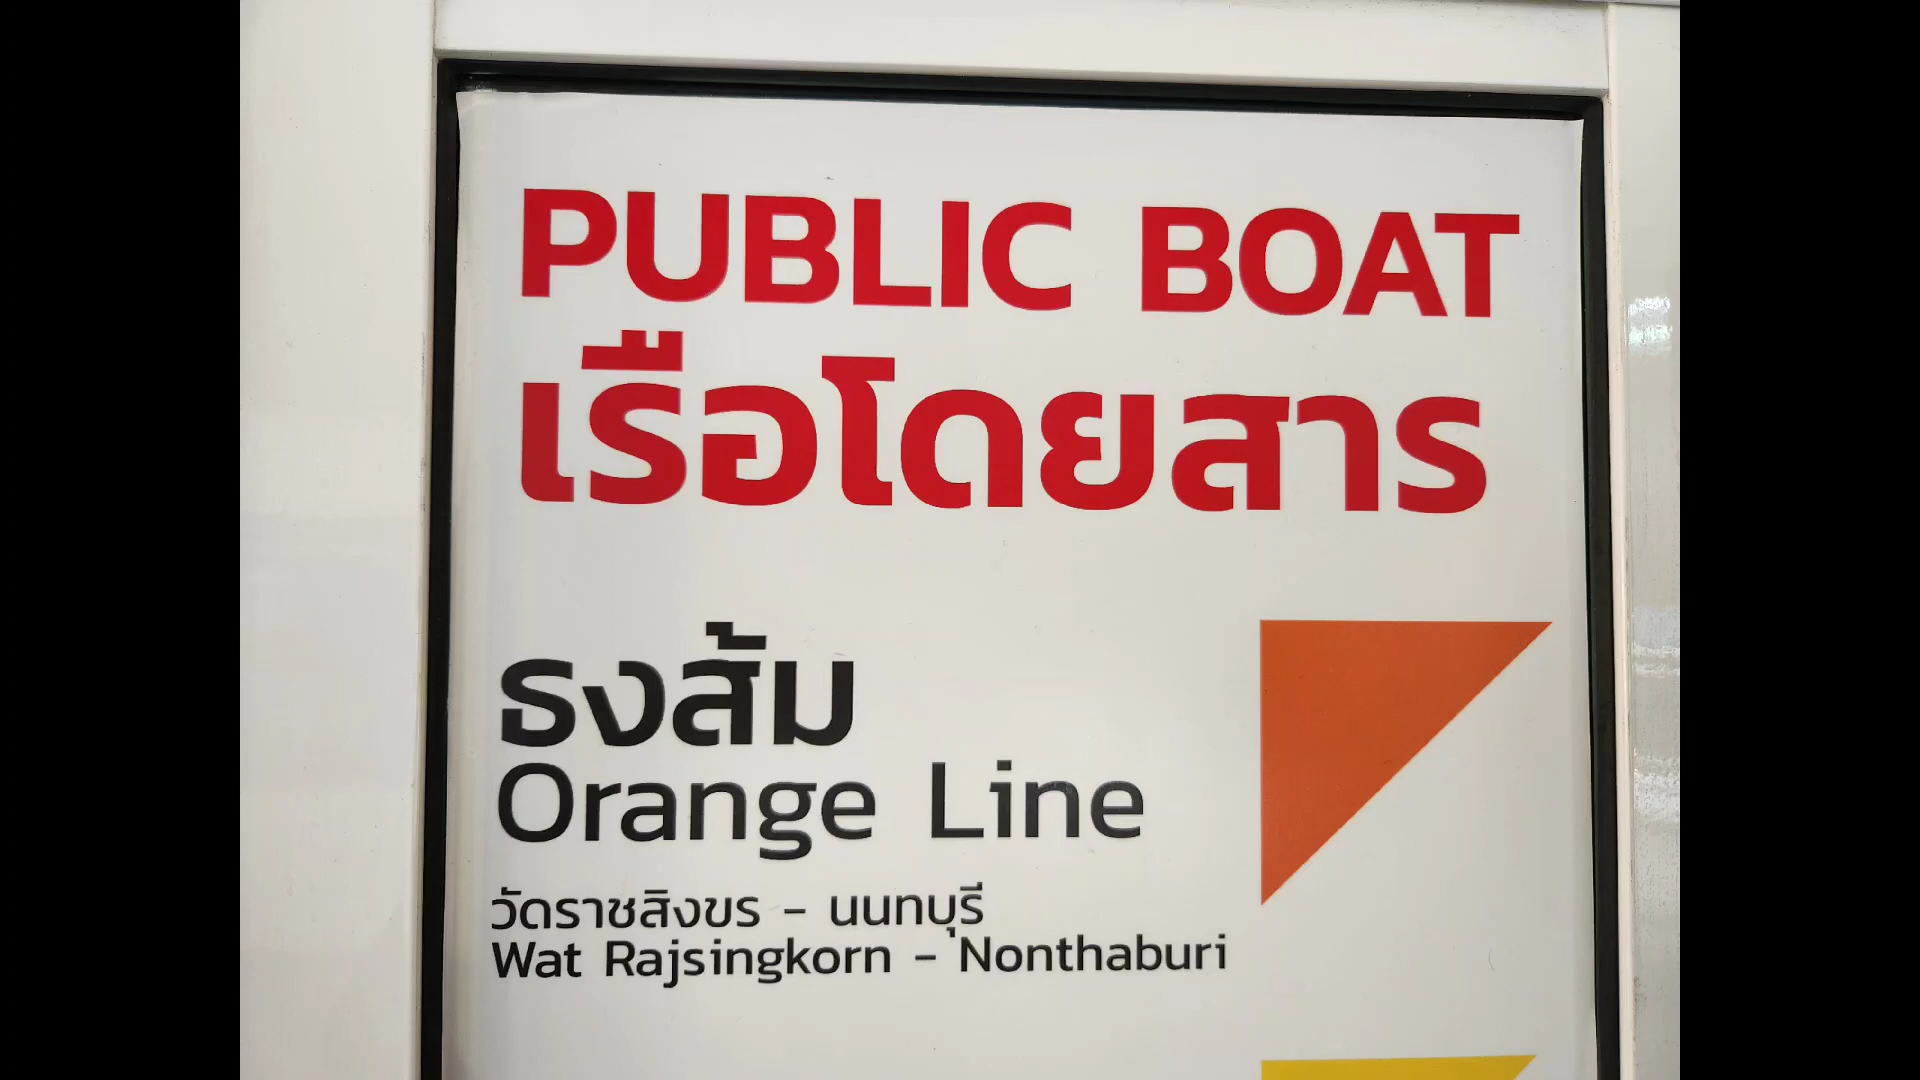 PUBLIC BOAT
เรือโดยสาร
ธงส้ม
Orange Line
วัดราชสิงขร - นนทบุรี
Wat Rajsingkorn - Nonthaburi